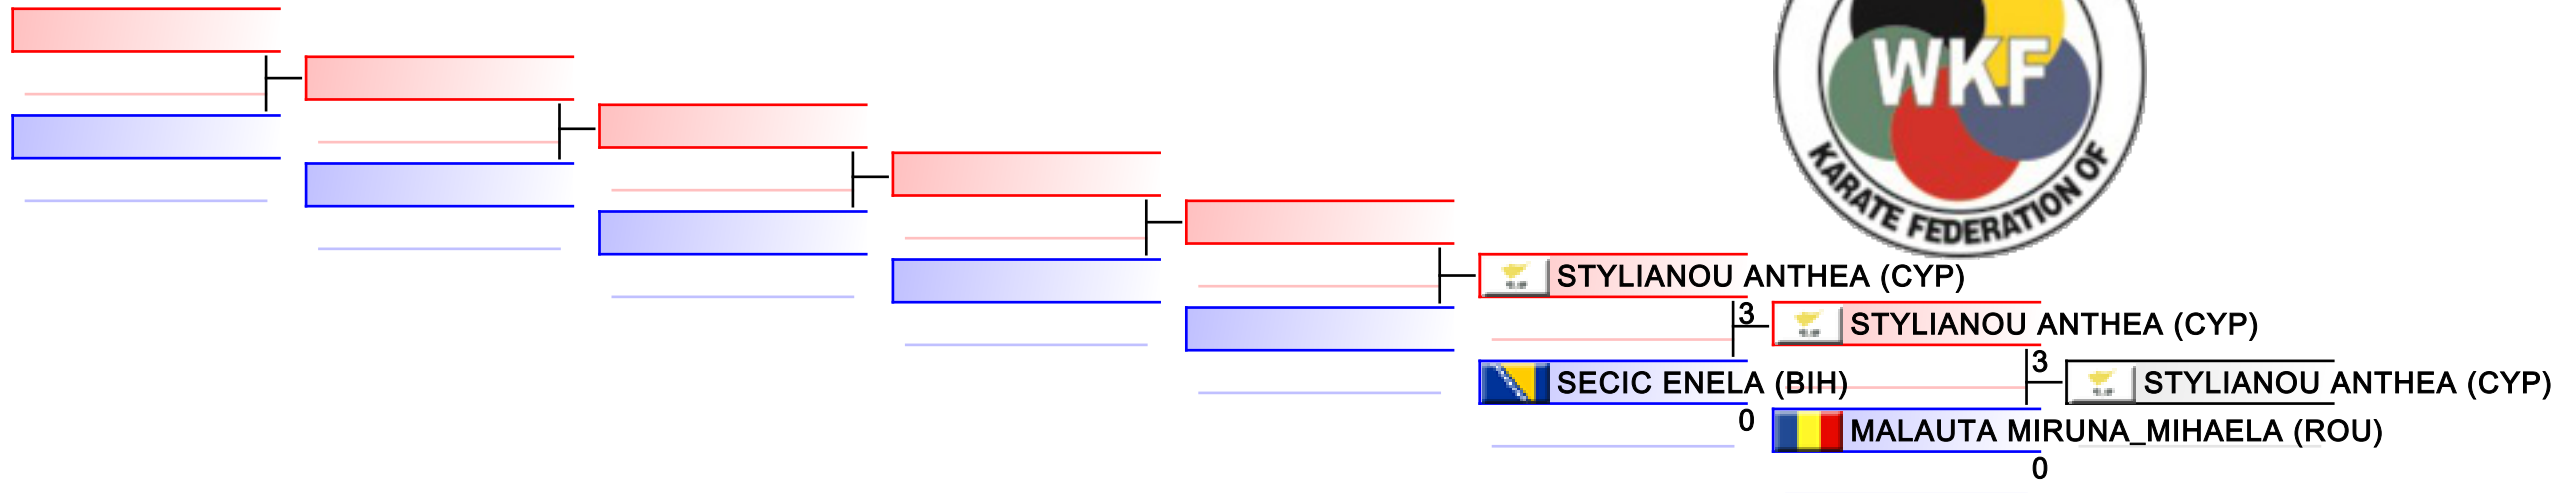 WKF
KARATE FEDERATION OF
STYLIANOU ANTHEA (CYP)
3
STYLIANOU ANTHEA (CYP)
SECIC ENELA (BIH)
0
3
STYLIANOU ANTHEA (CYP)
MALAUTA MIRUNA_MIHAELA (ROU)
0